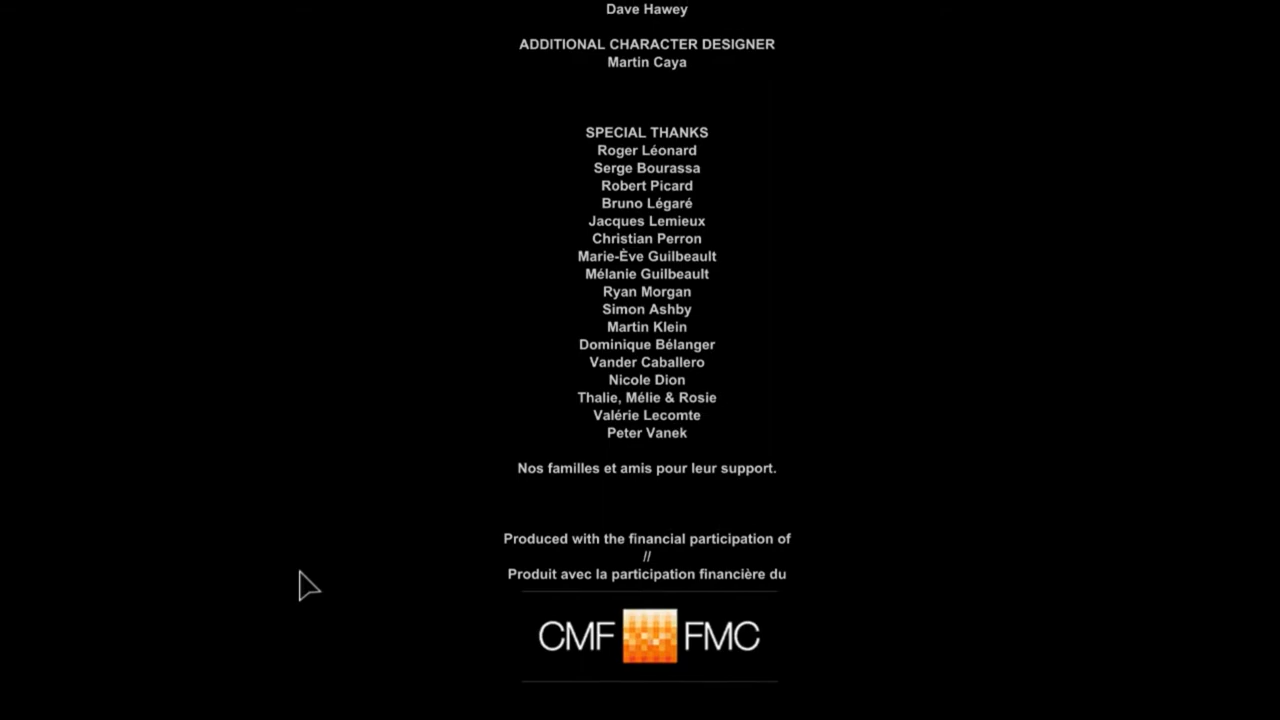 Dave Hawey
ADDITIONAL CHARACTER DESIGNER
Martin Caya
SPECIAL THANKS
Roger Léonard
Serge Bourassa
Robert Picard
Bruno Légaré
Jacques Lemieux
Christian Perron
Marie-Ève Guilbeault
Mélanie Guilbeault
Ryan Morgan
Simon Ashby
Martin Klein
Dominique Bélanger
Vander Caballero
Nicole Dion
Thalie, Mélie & Rosie
Valérie Lecomte
Peter Vanek
Nos familles et amis pour leur support.
Produced with the financial participation of
//
Produit avec la participation financière du
CMF FMC